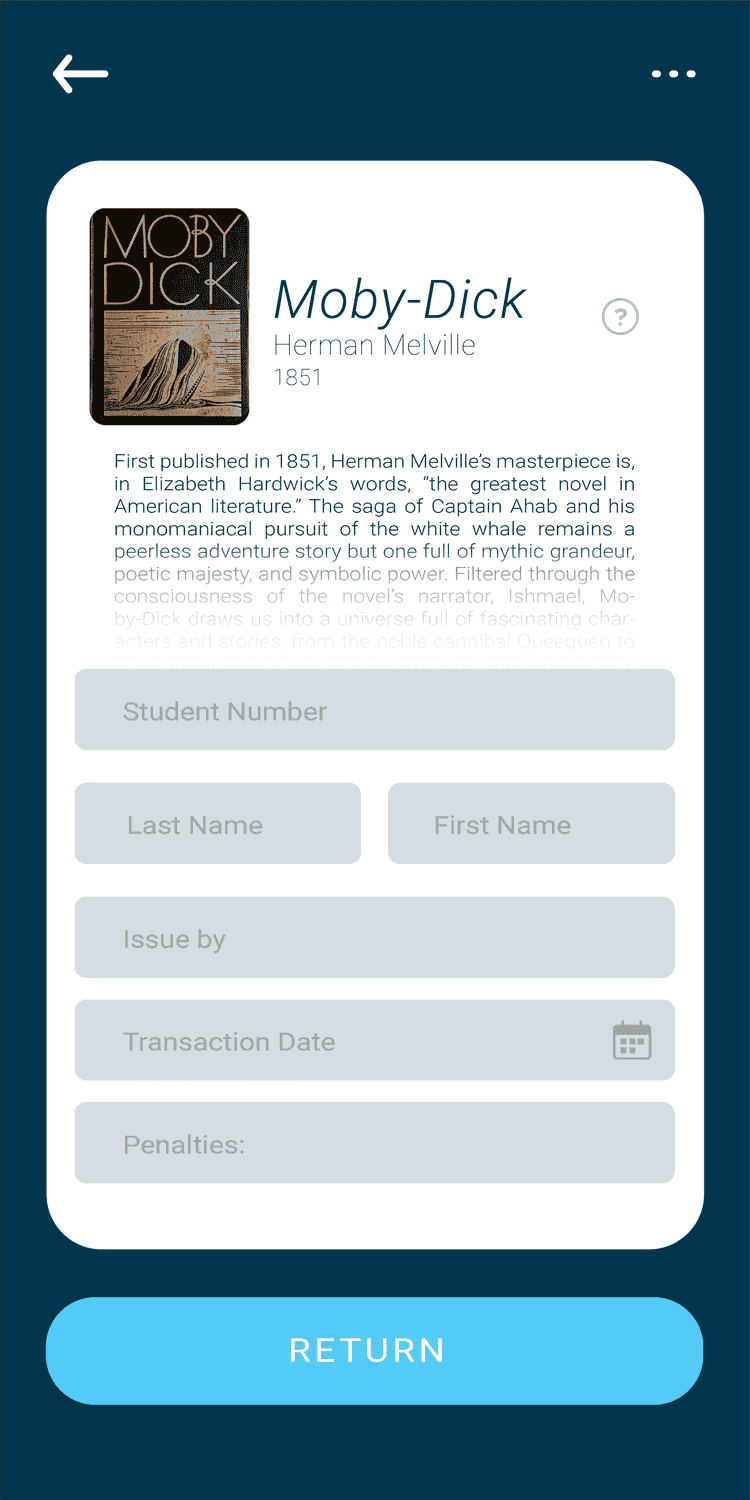 MOBY
DICK
Moby-Dick
Herman Melville
1851
?
First published in 1851, Herman Melville’s masterpiece is,
in Elizabeth Hardwick’s words, “the greatest novel in
American literature.” The saga of Captain Ahab and his
monomaniacal pursuit of the white whale remains a
peerless adventure story but one full of mythic grandeur,
poetic majesty, and symbolic power. Filtered through the
consciousness of the novel’s narrator, Ishmael, Mo-
by-Dick draws us into a universe full of fascinating char-
acters and stories, from the noble cannibal Queequeg to
Student Number
Last Name
First Name
Issue by
Transaction Date
Penalties:
RETURN